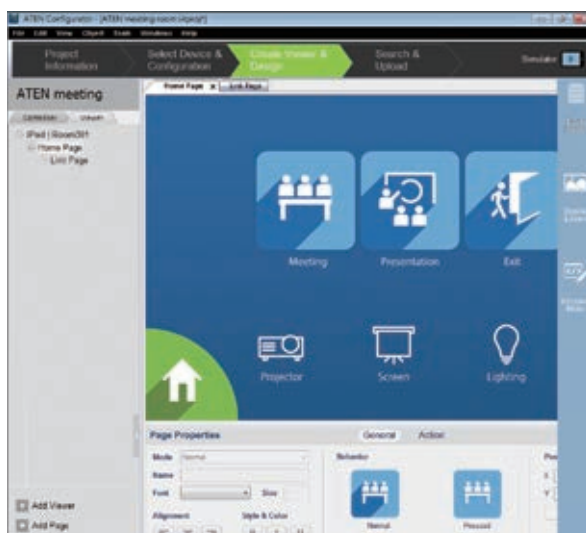 ATEN Configurator - [ATEN meeting room
File Edit View Object Tools Windows Help
Project
Information
Select Device &
Configuration
Create Viewer &
Design
Search &
Upload
Simulator
ATEN meeting
Home Page x Link Page
Viewer
iPad | Room301
Home Page
Link Page
Meeting Presentation Exit
Projector Screen Lighting
Page Properties General Action
Mode Normal
Name
Font Size
Alignment Style & Color
Behavior
Normal Pressed
X
Y
Add Viewer
Add Page